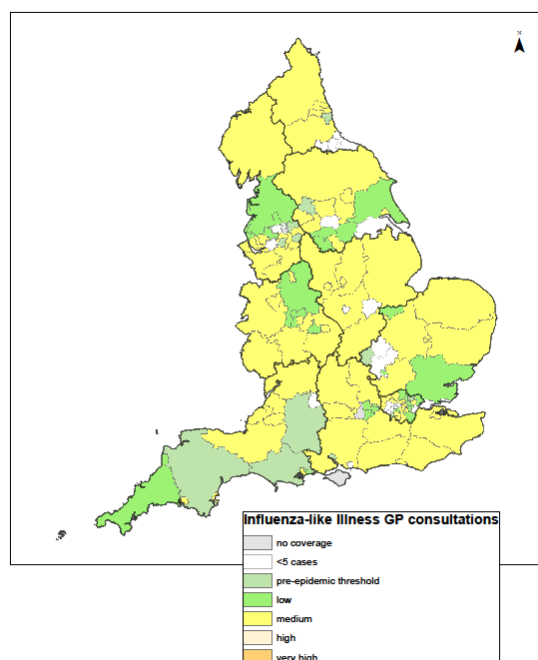 N
Influenza-like Illness GP consultations
no coverage
<5 cases
pre-epidemic threshold
low
medium
high
very high